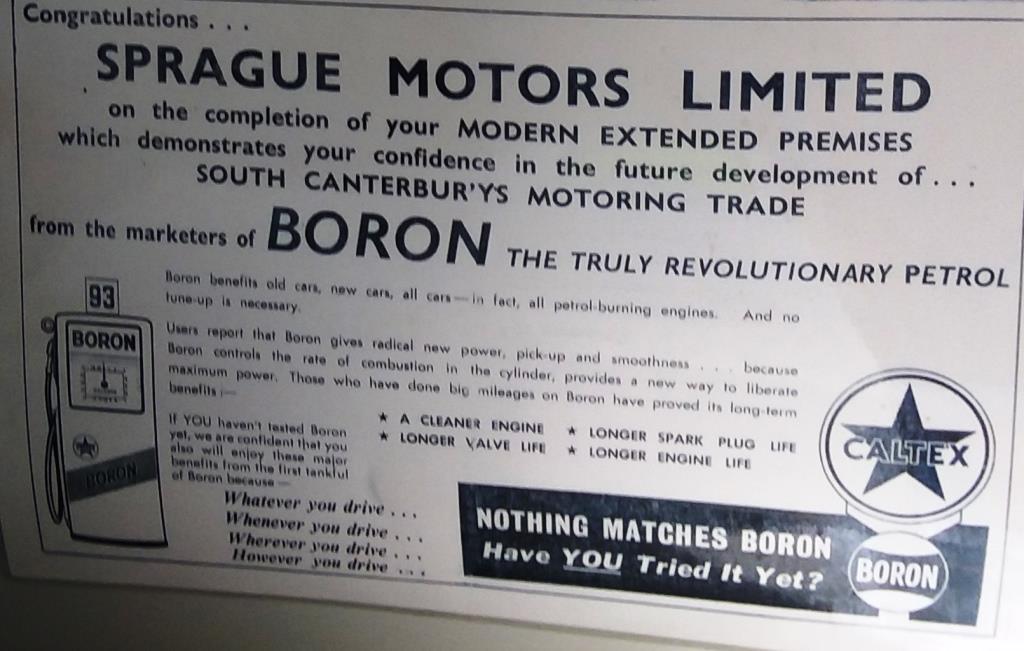 Congratulations . . .
SPRAGUE MOTORS LIMITED
on the completion of your MODERN EXTENDED PREMISES
which demonstrates your confidence in the future development of . . .
SOUTH CANTERBUR'YS MOTORING TRADE
from the marketers of BORON THE TRULY REVOLUTIONARY PETROL
Boron benefits old cars, new cars, all cars — in fact, all petrol-burning engines. And no
tune-up is necessary.
Users report that Boron gives radical new power, pick-up and smoothness . . . because
Boron controls the rate of combustion in the cylinder, provides a new way to liberate
maximum power. Those who have done big mileages on Boron have proved its long-term
benefits :—
93
BORON
BORON
IF YOU haven't tested Boron
yet, we are confident that you
also will enjoy these major
benefits from the first tankful
of Boron because —
★ A CLEANER ENGINE ★ LONGER SPARK PLUG LIFE
★ LONGER VALVE LIFE ★ LONGER ENGINE LIFE
Whatever you drive . . .
Whenever you drive . . .
Wherever you drive . . .
However you drive . . .
CALTEX
NOTHING MATCHES BORON
Have YOU Tried It Yet?
BORON